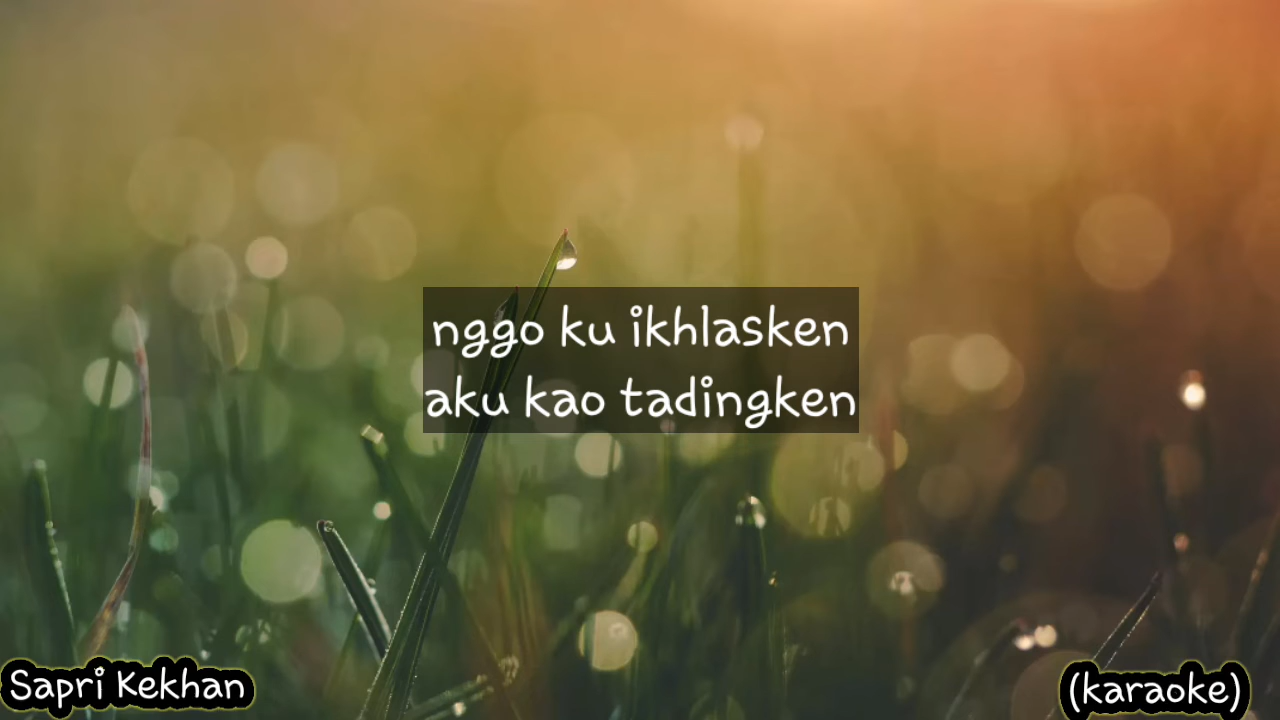 nggo ku ikhlasken
aku kao tadingken
Sapri Kekhan
(karaoke)